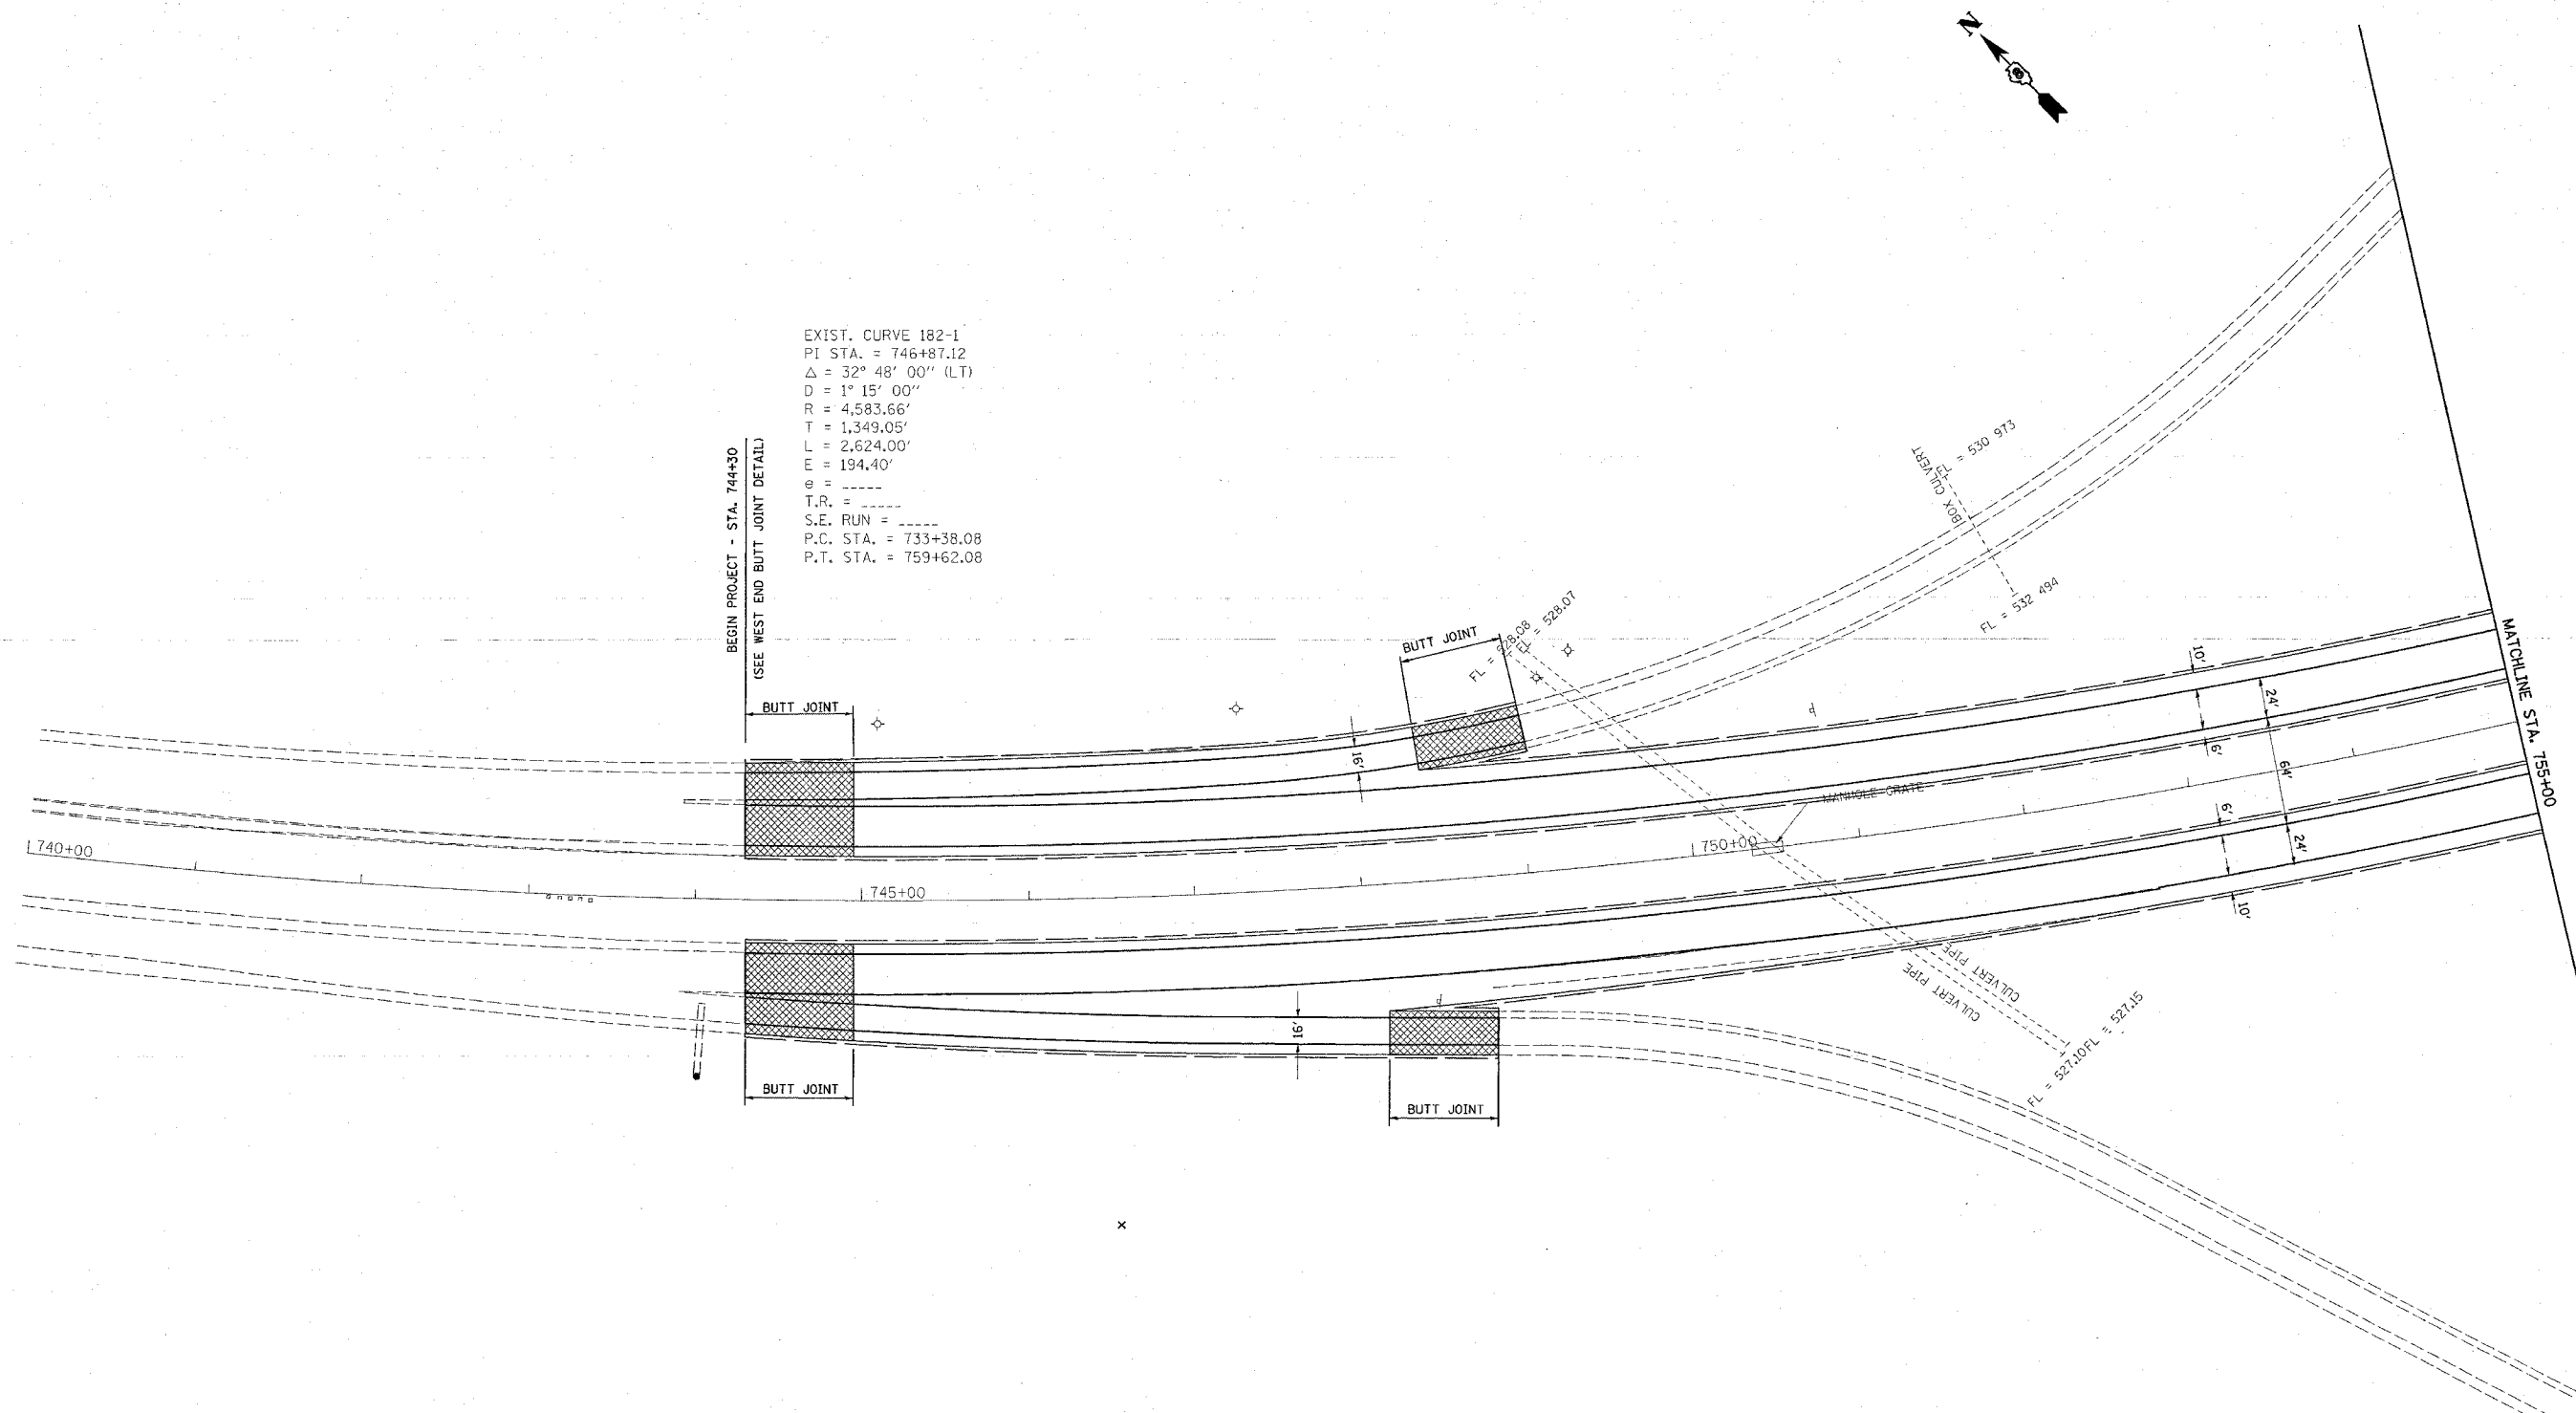 N
EXIST. CURVE 182-1
PI STA. = 746+87.12
△ = 32° 48' 00" (LT)
D = 1° 15' 00"
R = 4,583.66'
T = 1,349.05'
L = 2,624.00'
E = 194.40'
e = _____
T.R. = _____
S.E. RUN = _____
P.C. STA. = 733+38.08
P.T. STA. = 759+62.08
BEGIN PROJECT - STA. 744+30
(SEE WEST END BUTT JOINT DETAIL)
BOX CULVERT
FL = 530 973
FL = 532 494
FL = 528.08
FL = 528.07
BUTT JOINT
BUTT JOINT
MATCHLINE STA. 755+00
10'
24'
6'
64'
6'
24'
10'
16'
MANHOLE GRATE
740+00
745+00
750+00
16'
CULVERT PIPE
CULVERT PIPE
FL = 527.15
FL = 527.10
BUTT JOINT
BUTT JOINT